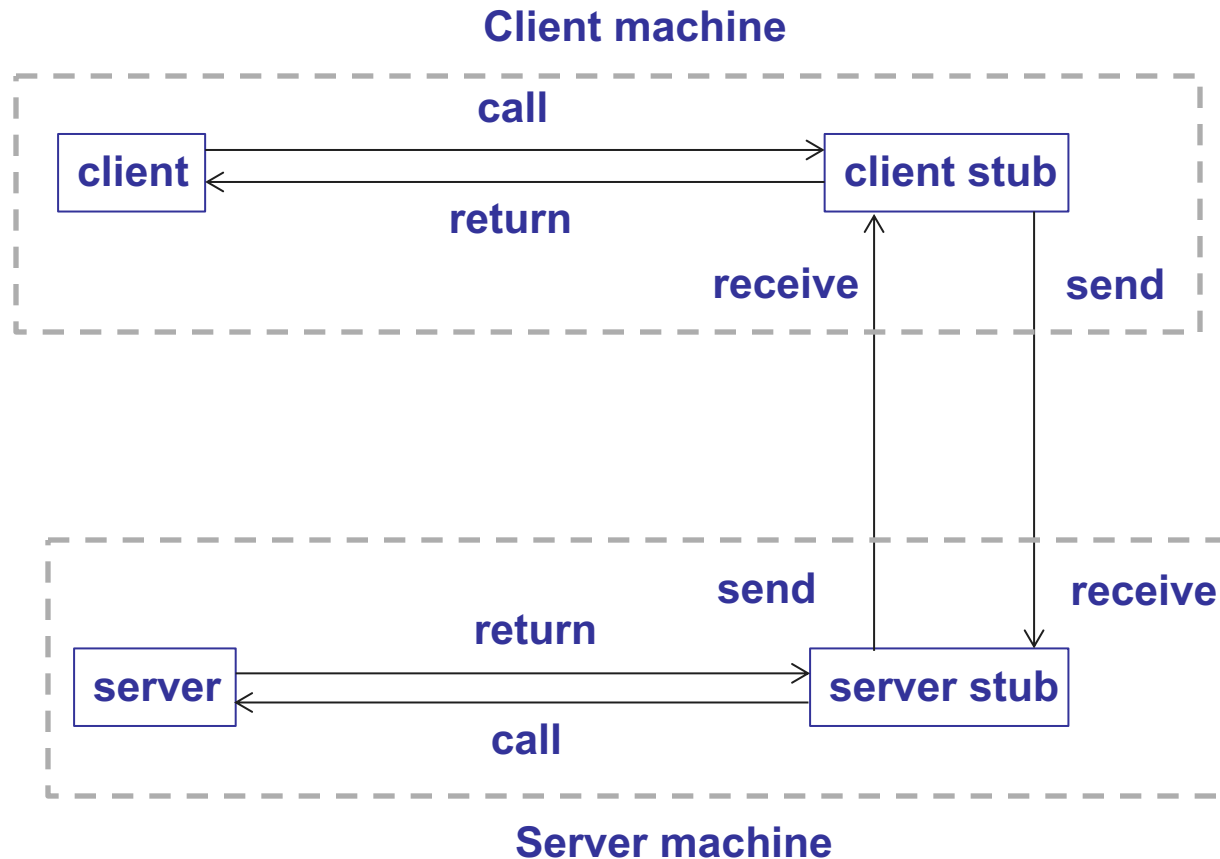 Client machine
call
client
client stub
return
receive
send
send
receive
return
server
server stub
call
Server machine